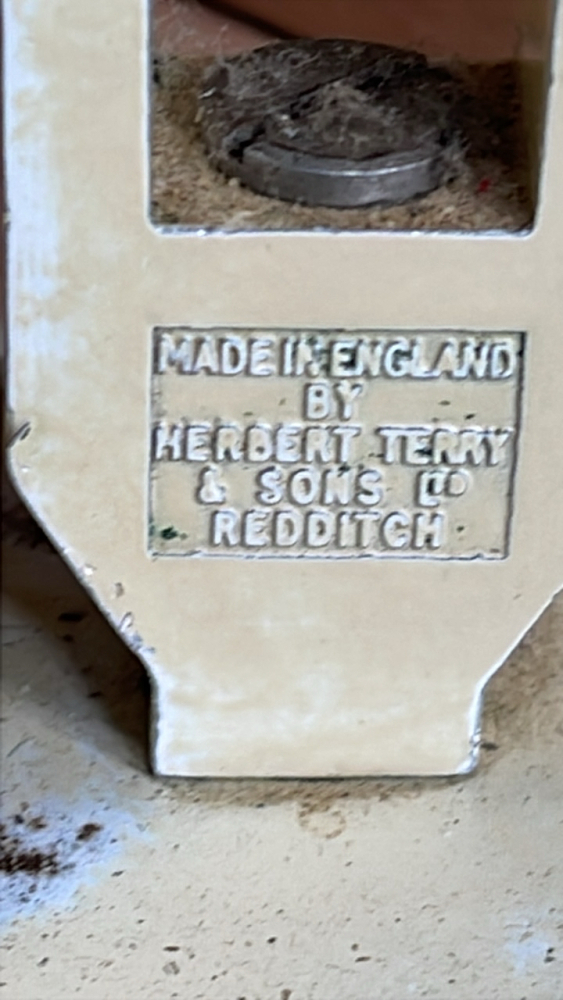 MADE IN ENGLAND
BY
HERBERT TERRY
& SONS LTD
REDDITCH